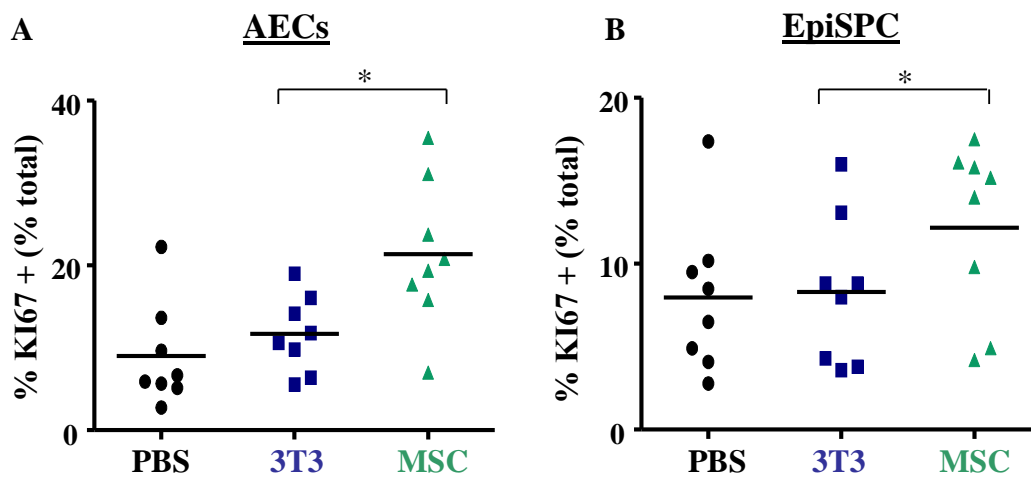 A
AECs
*
% KI67 + (% total)
40
20
0
PBS 3T3 MSC
B
EpiSPC
*
% KI67 + (% total)
20
10
0
PBS 3T3 MSC